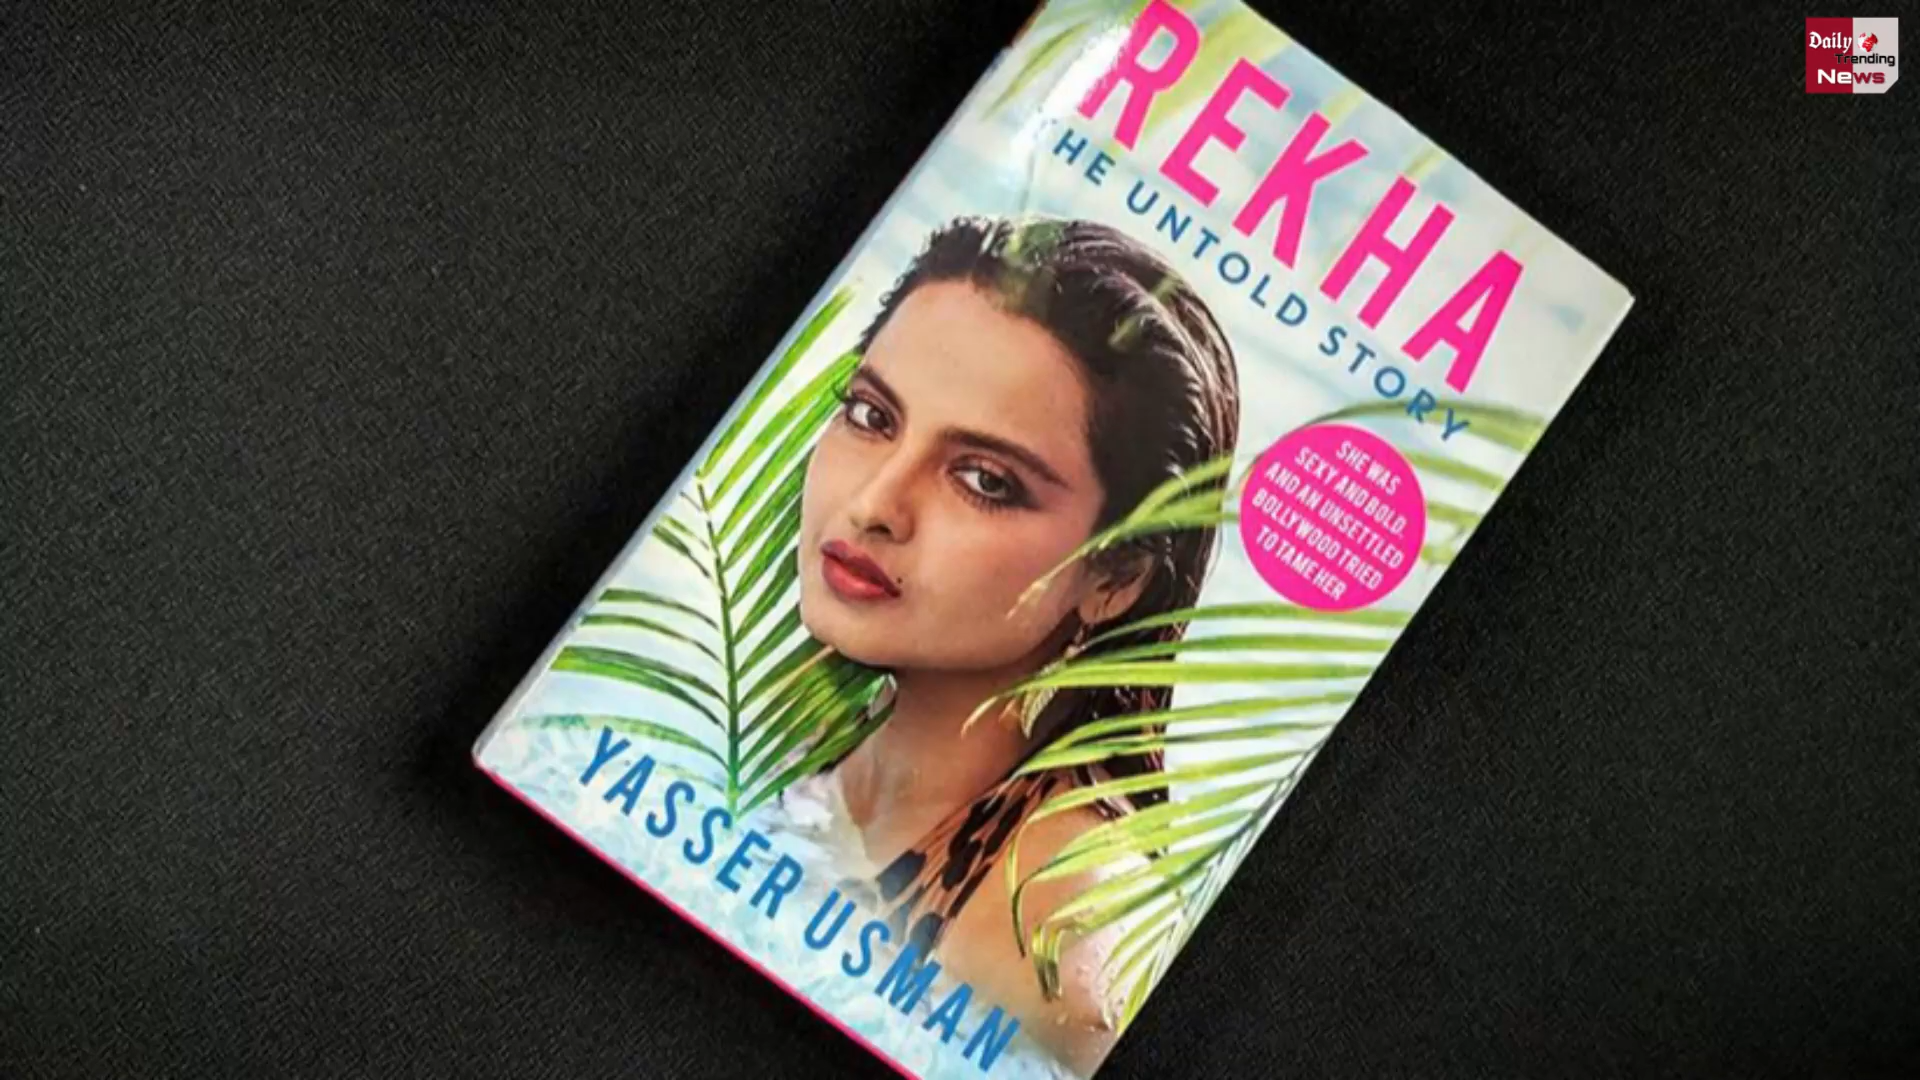 REKHA
HE UNTOLD STORY
SHE WAS
SEXY AND BOLD.
AND AN UNSETTLED
BOLLYWOOD TRIED
TO TAME HER
YASSER USMAN
Daily
Trending
News